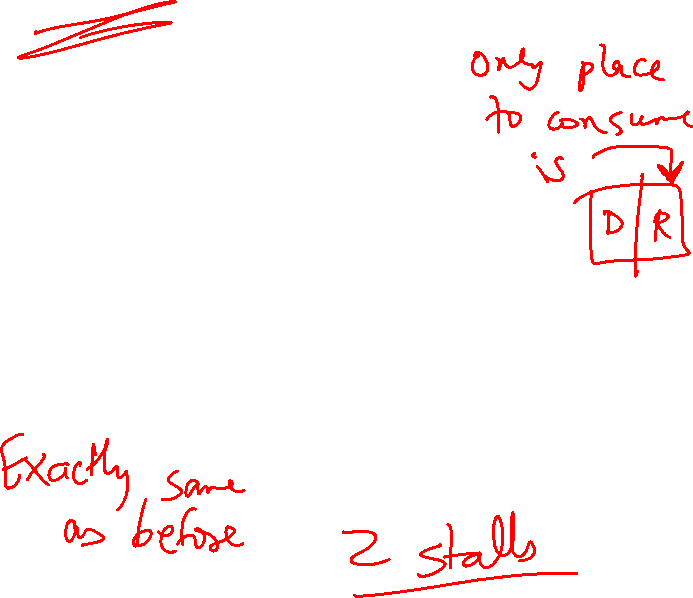 Only place
to consume
is
D R
Exactly same
as before
2 stalls